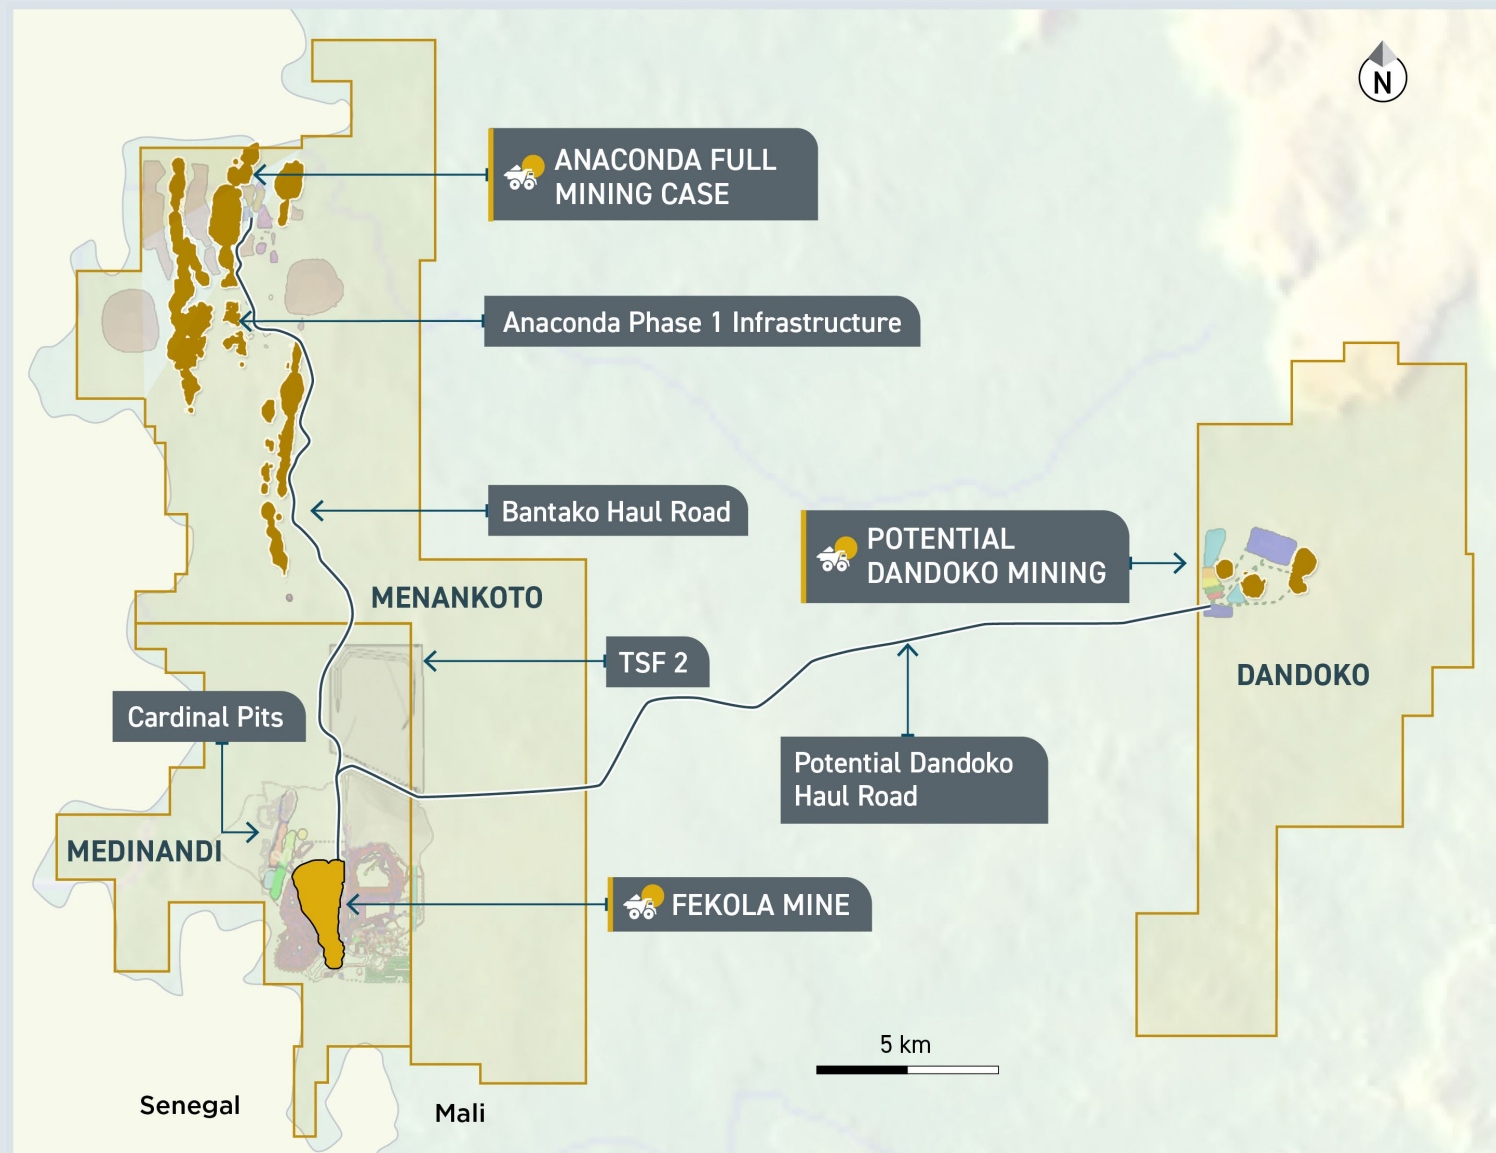 N
ANACONDA FULL
MINING CASE
Anaconda Phase 1 Infrastructure
Bantako Haul Road
POTENTIAL
DANDOKO MINING
MENANKOTO
TSF 2
DANDOKO
Cardinal Pits
Potential Dandoko
Haul Road
MEDINANDI
FEKOLA MINE
5 km
Senegal
Mali